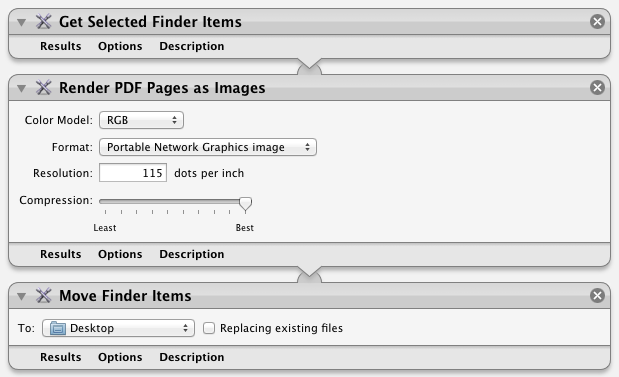 Get Selected Finder Items
Results Options Description
Render PDF Pages as Images
Color Model: RGB
Format: Portable Network Graphics image
Resolution: 115 dots per inch
Compression:
Least Best
Results Options Description
Move Finder Items
To: Desktop Replacing existing files
Results Options Description